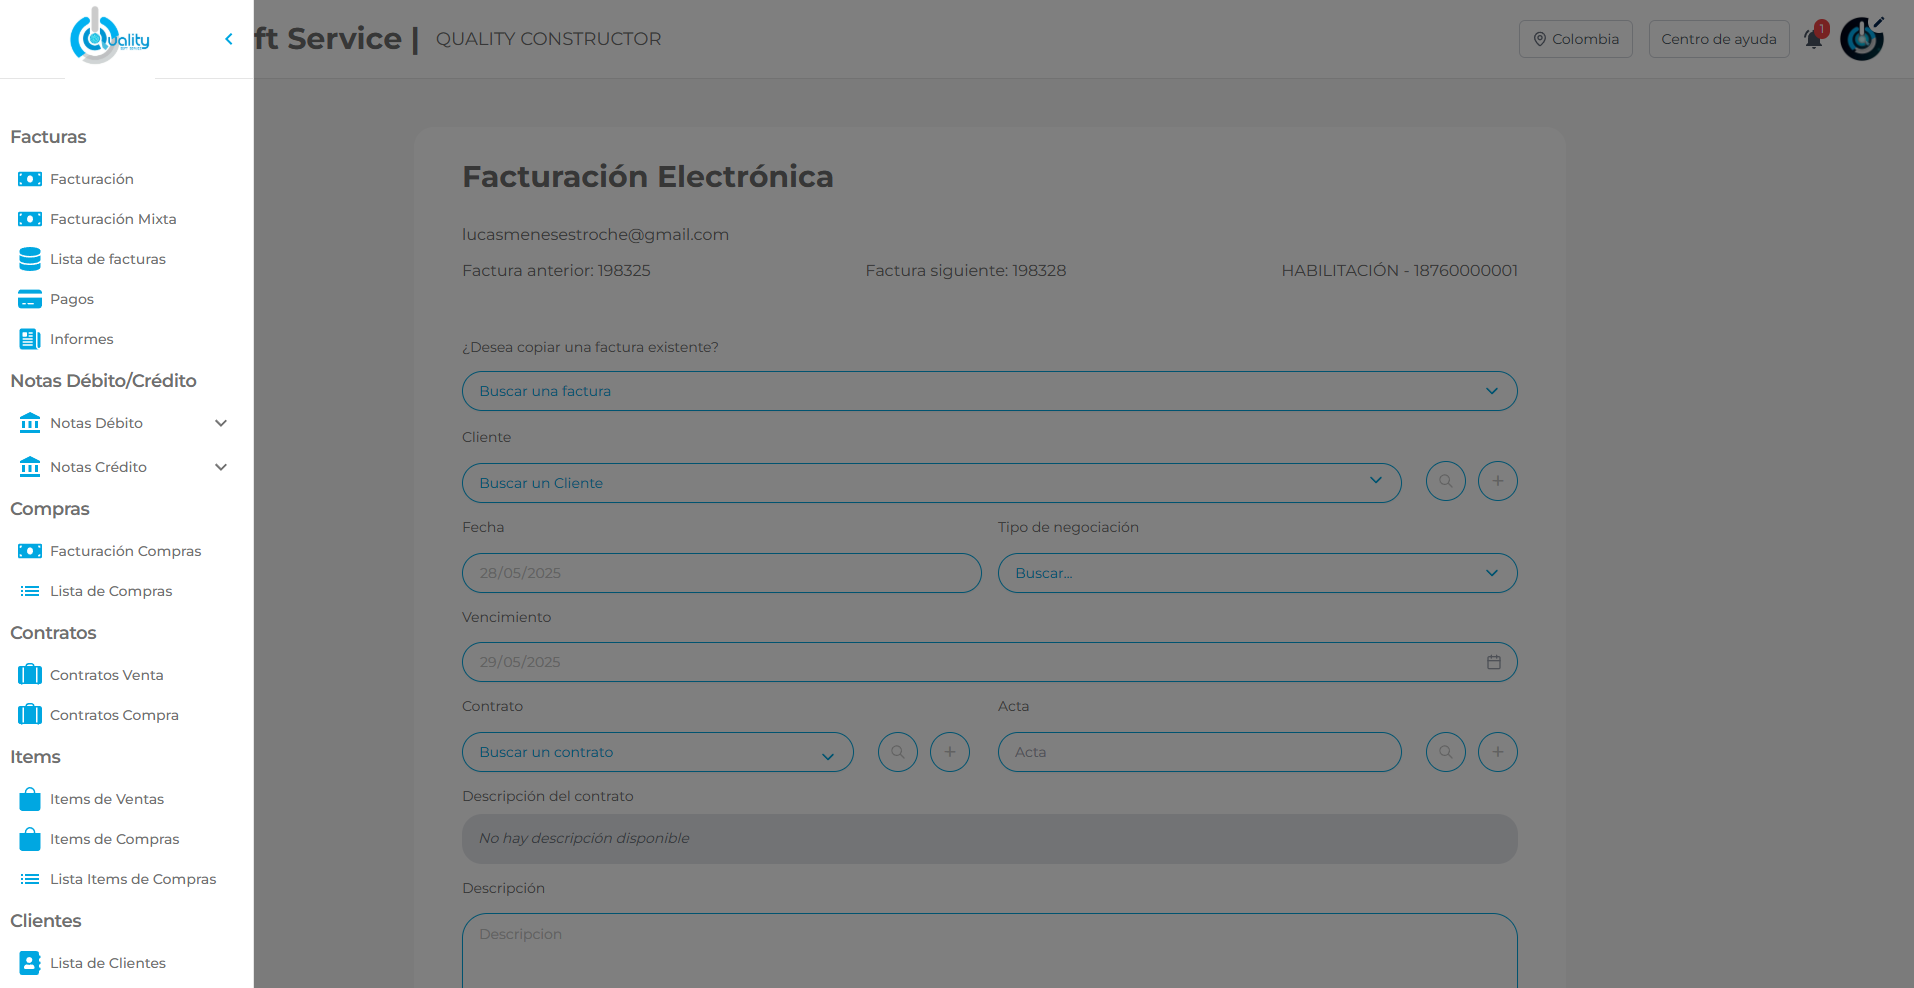 Quality
ft Service |
QUALITY CONSTRUCTOR
Colombia
Centro de ayuda
1
Facturas
Facturación
Facturación Mixta
Lista de facturas
Pagos
Informes
Notas Débito/Crédito
Notas Débito
Notas Crédito
Compras
Facturación Compras
Lista de Compras
Contratos
Contratos Venta
Contratos Compra
Items
Items de Ventas
Items de Compras
Lista Items de Compras
Clientes
Lista de Clientes
Facturación Electrónica
lucasmenesestroche@gmail.com
Factura anterior: 198325
Factura siguiente: 198328
HABILITACIÓN - 18760000001
¿Desea copiar una factura existente?
Buscar una factura
Cliente
Buscar un Cliente
Fecha
Tipo de negociación
28/05/2025
Buscar...
Vencimiento
29/05/2025
Contrato
Acta
Buscar un contrato
Acta
Descripción del contrato
No hay descripción disponible
Descripción
Descripcion